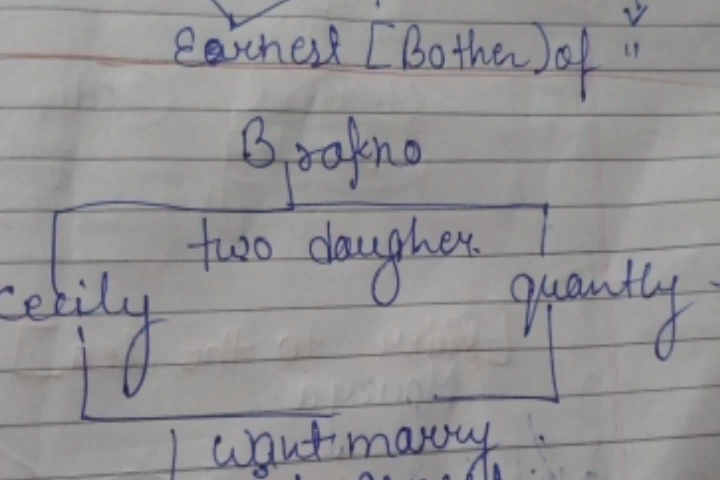 Earnest [Bother) of "
Brakno
two daugher.
Cecily quantly
want marry